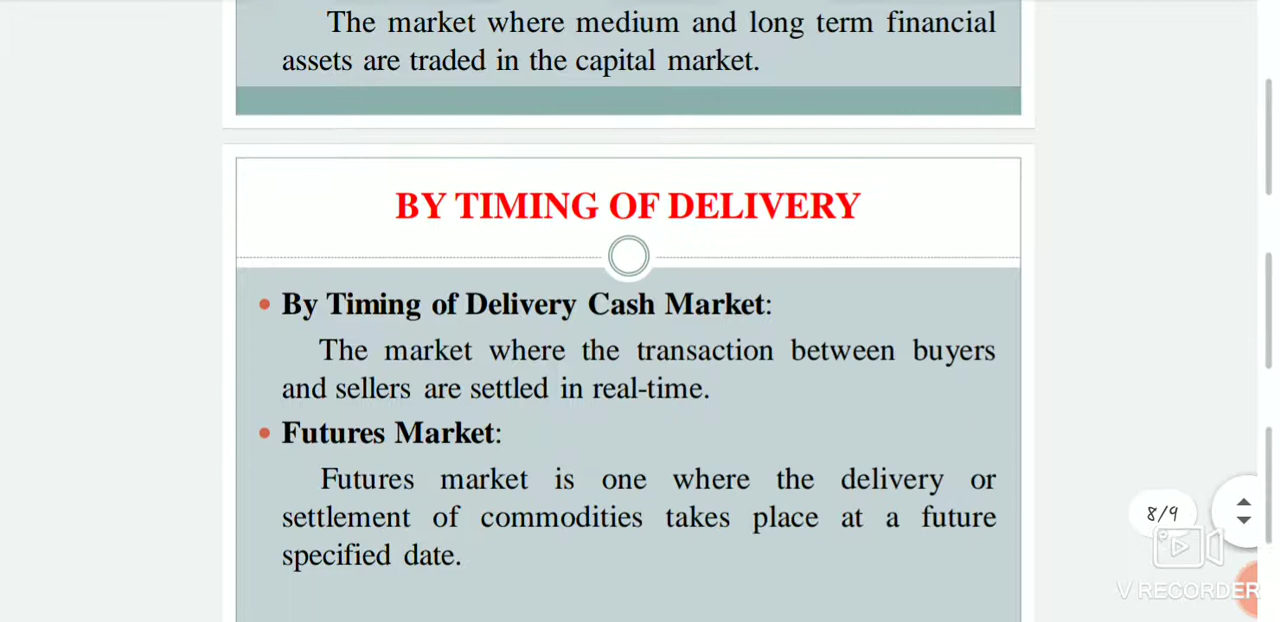 The market where medium and long term financial
assets are traded in the capital market.
BY TIMING OF DELIVERY
• By Timing of Delivery Cash Market:
The market where the transaction between buyers
and sellers are settled in real-time.
• Futures Market:
Futures market is one where the delivery or
settlement of commodities takes place at a future
specified date.
8/9
V RECORDER